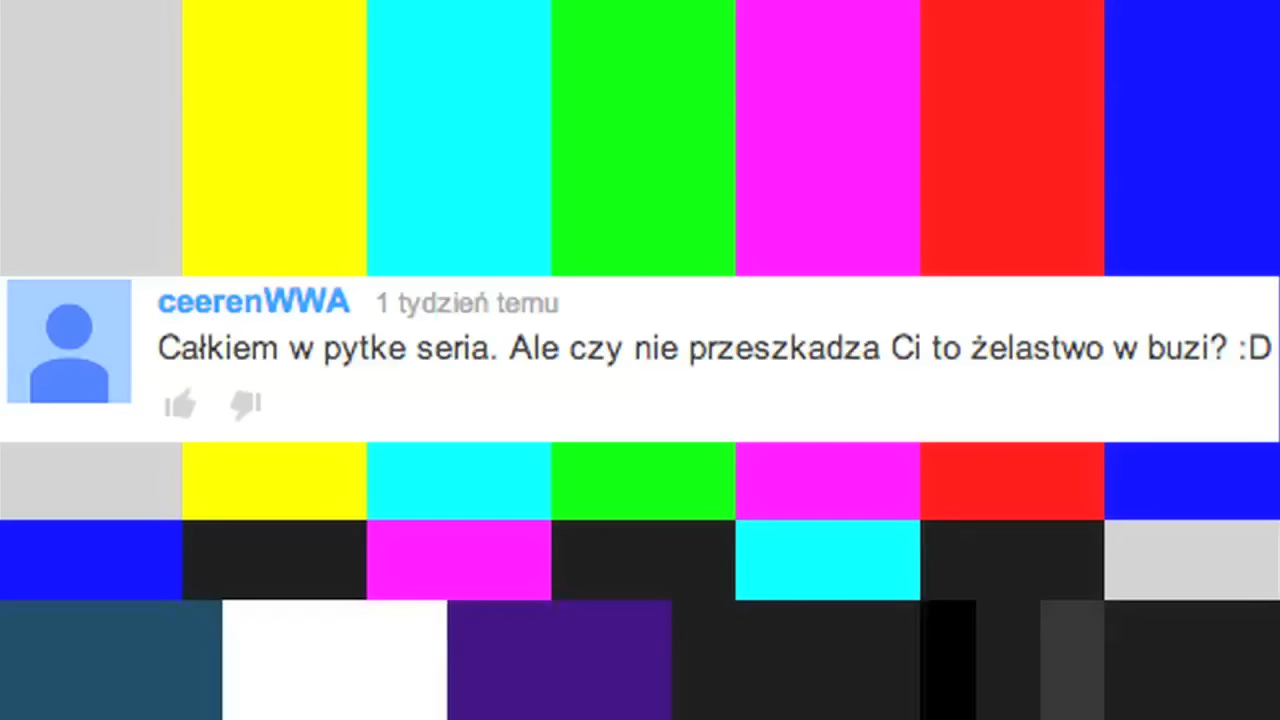 ceerenWWA 1 tydzień temu
Całkiem w pytke seria. Ale czy nie przeszkadza Ci to żelastwo w buzi? :D